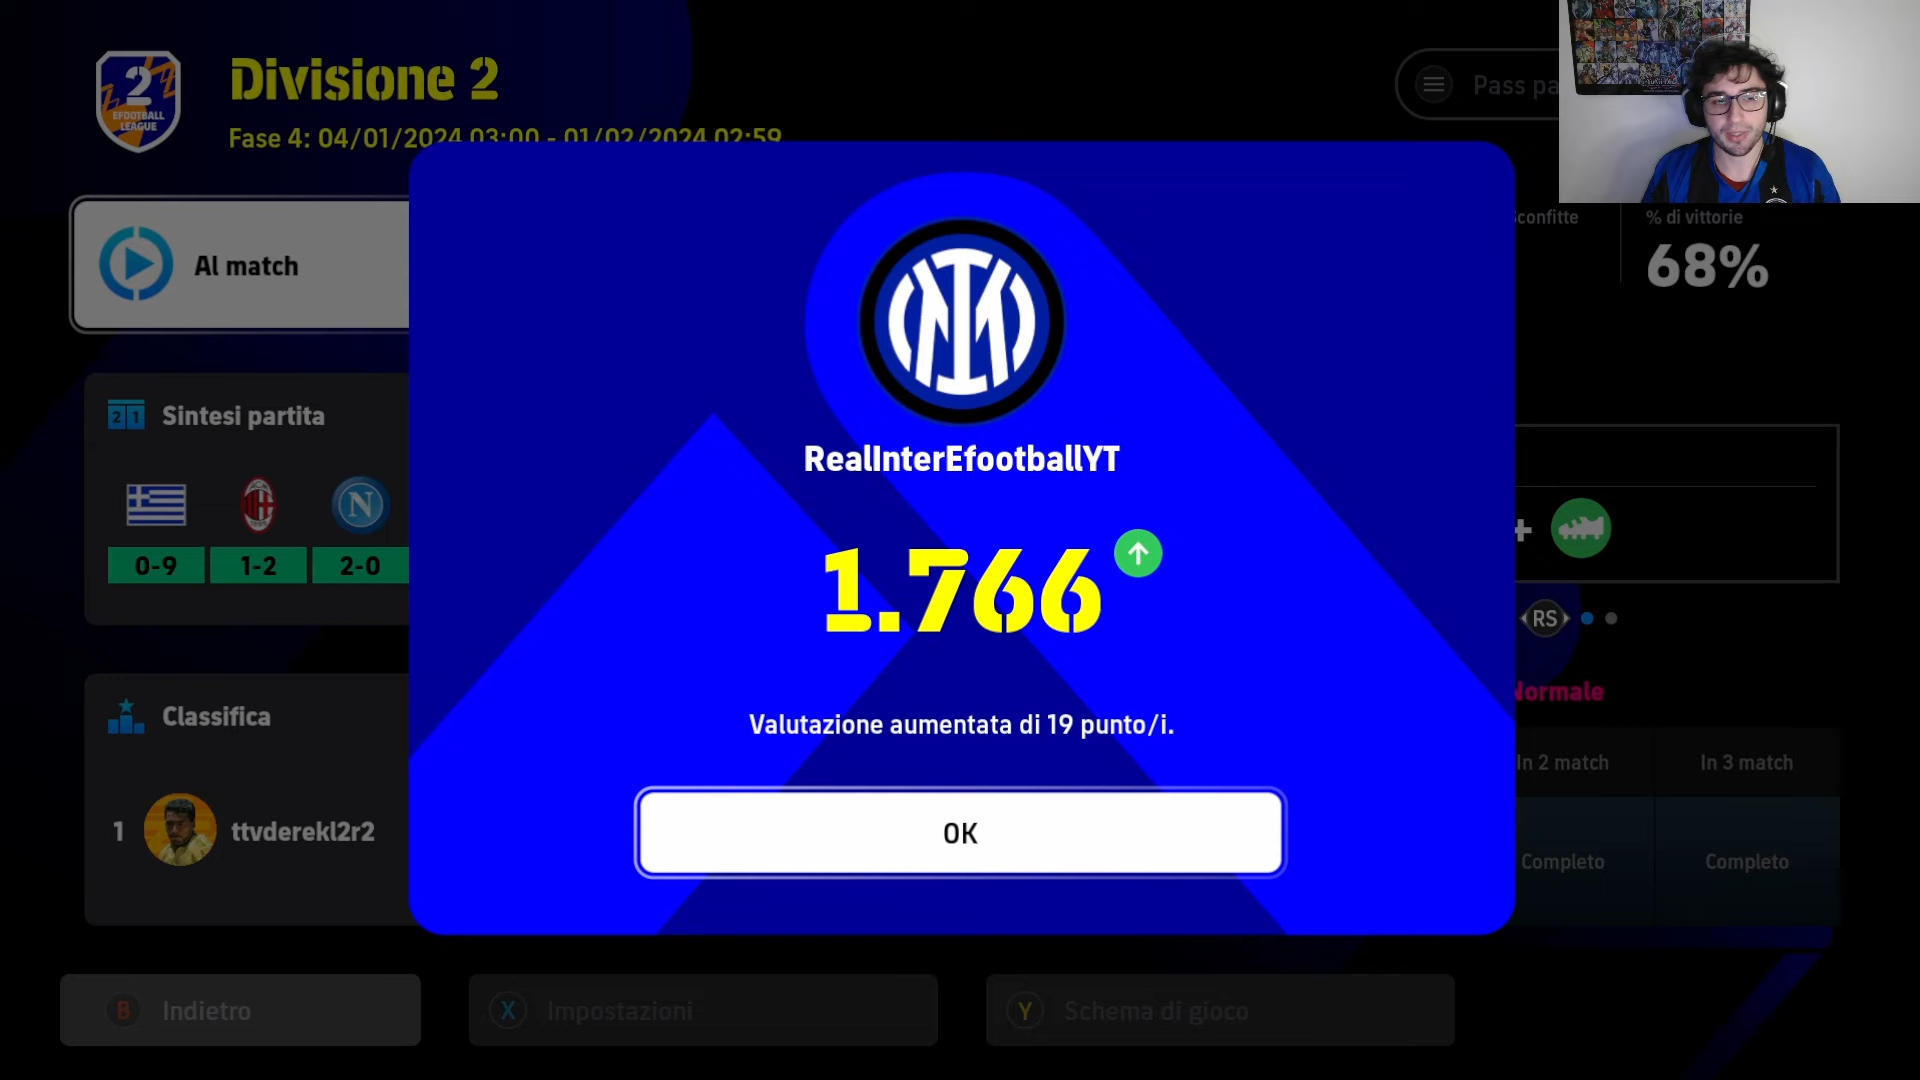 Divisione 2
Fase 4: 04/01/2024 03:00 - 01/02/2024 02:59
2
EFOOTBALL
LEAGUE
Pass pa
Al match
Sconfitte
% di vittorie
68%
2 1 Sintesi partita
N
0-9 1-2 2-0
RealInterEfootballYT
1.766
Valutazione aumentata di 19 punto/i.
OK
+
RS
Normale
In 2 match In 3 match
Completo Completo
Classifica
1 ttvderekl2r2
B Indietro
X Impostazioni
Y Schema di gioco